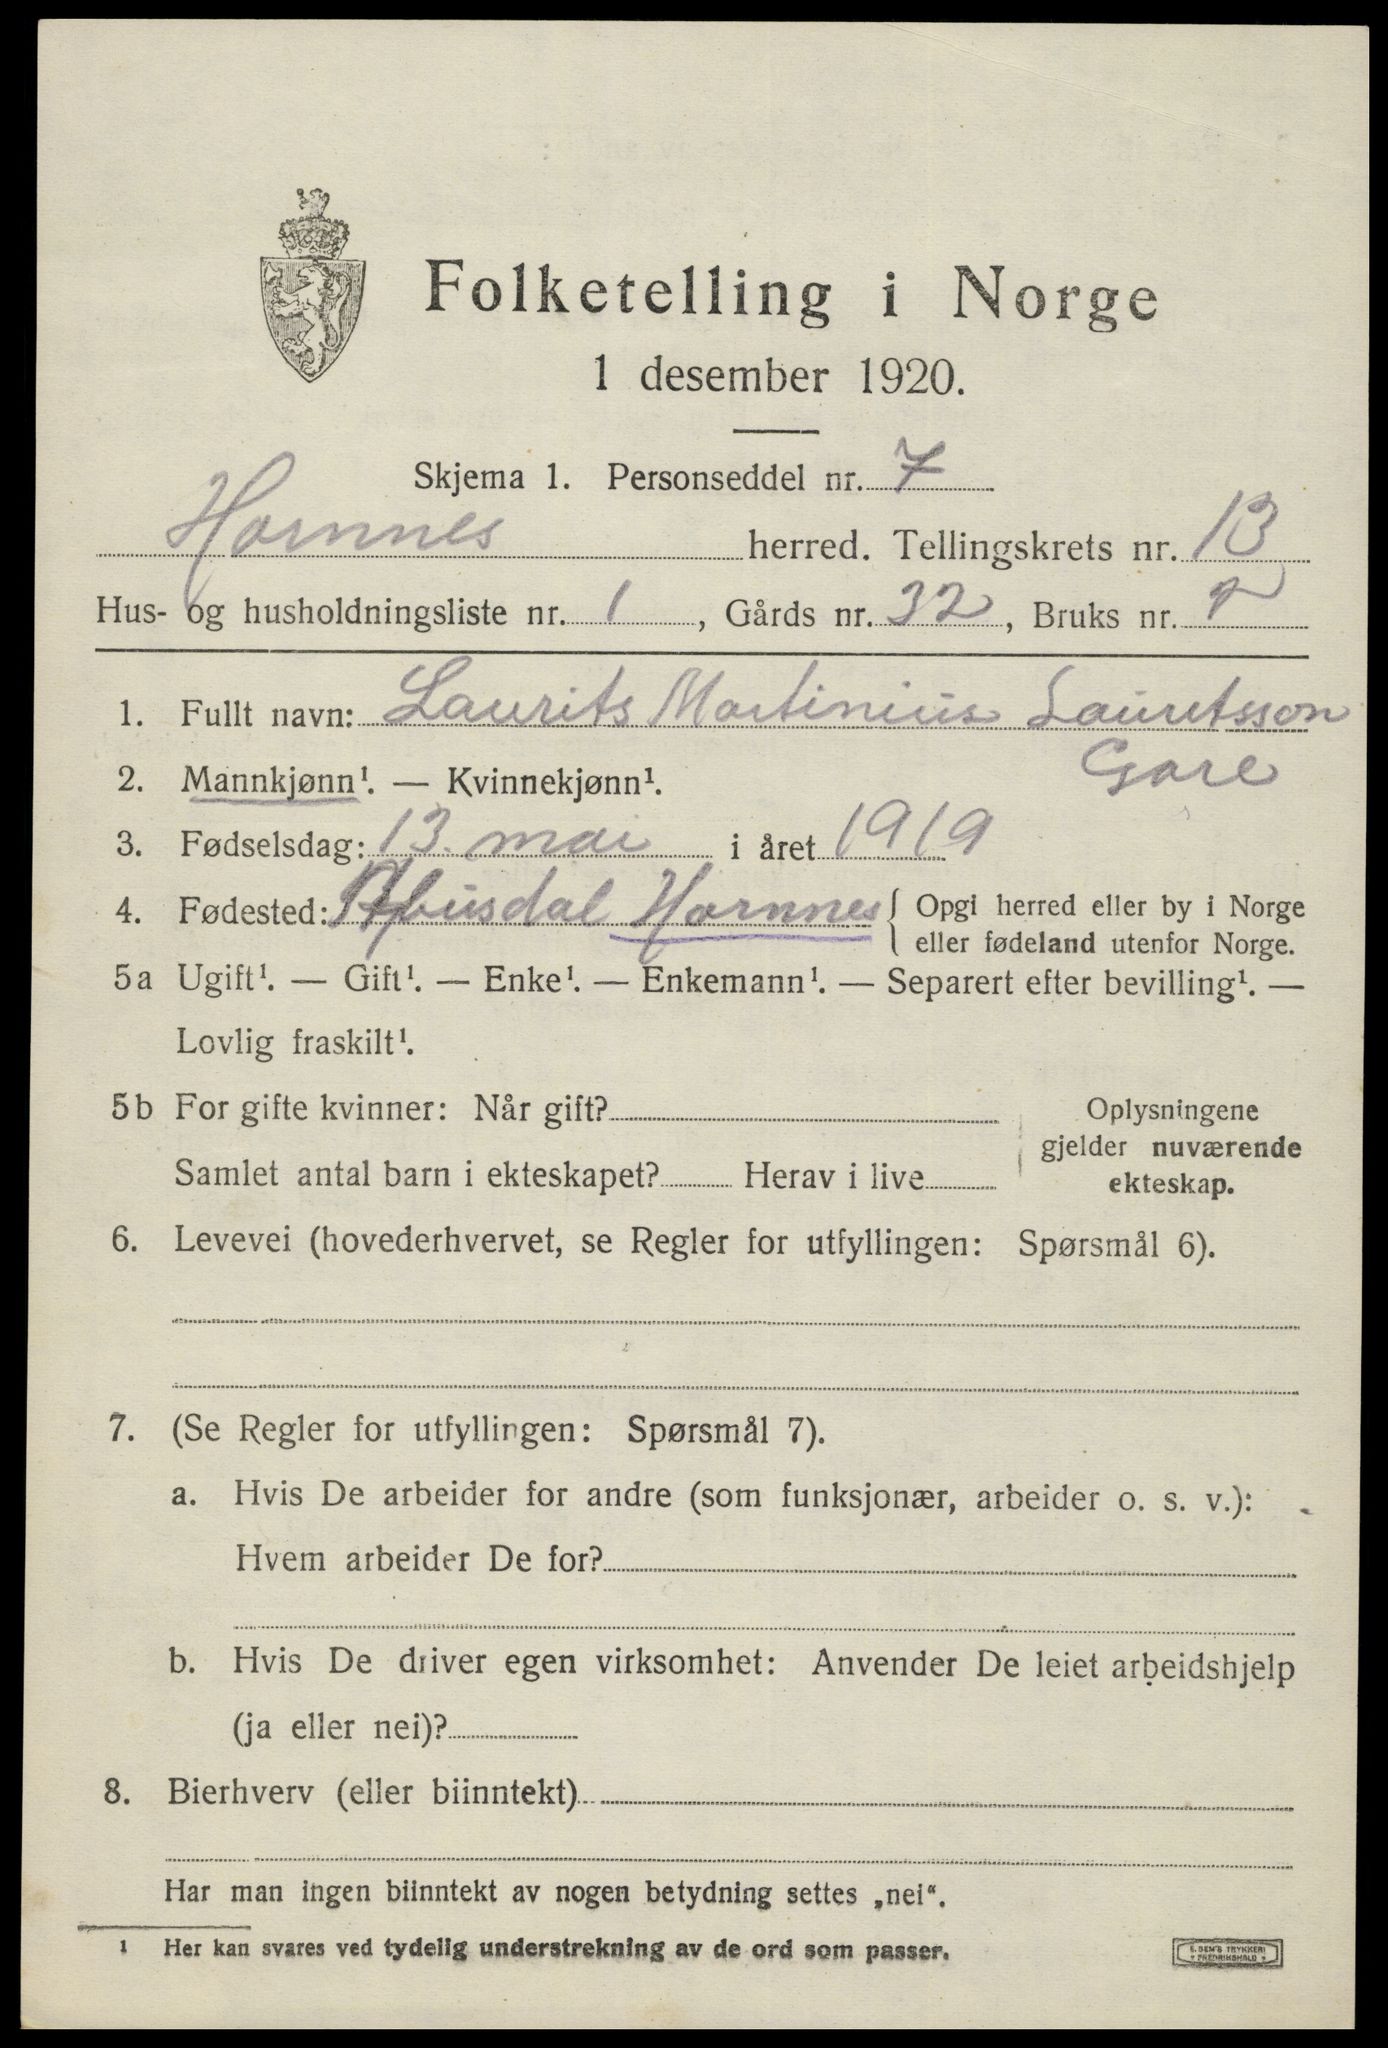 Folketelling i Norge
1 desember 1920.
Skjema 1. Personseddel nr. 7
Hornnes herred. Tellingskrets nr. 13
Hus- og husholdningsliste nr. 1, Gårds nr. 32, Bruks nr. 7
1. Fullt navn: Laurits Martinius Lauritsson
Gare
2. Mannkjønn¹. — Kvinnekjønn¹.
3. Fødselsdag: 13. mai i året 1919
4. Fødested: Abusdal Hornnes { Opgi herred eller by i Norge
eller fødeland utenfor Norge.
5a Ugift¹. — Gift¹. — Enke¹. — Enkemann¹. — Separert efter bevilling¹. —
Lovlig fraskilt¹.
5b For gifte kvinner: Når gift?
Samlet antal barn i ekteskapet? Herav i live
Oplysningene
gjelder nuværende
ekteskap.
6. Levevei (hovederhvervet, se Regler for utfyllingen: Spørsmål 6).
7. (Se Regler for utfyllingen: Spørsmål 7).
a. Hvis De arbeider for andre (som funksjonær, arbeider o. s. v.):
Hvem arbeider De for?
b. Hvis De driver egen virksomhet: Anvender De leiet arbeidshjelp
(ja eller nei)?
8. Bierhverv (eller biinntekt)
Har man ingen biinntekt av nogen betydning settes „nei“.
¹ Her kan svares ved tydelig understrekning av de ord som passer.
E. SEM'S TRYKKERI
FREDRIKSHALD